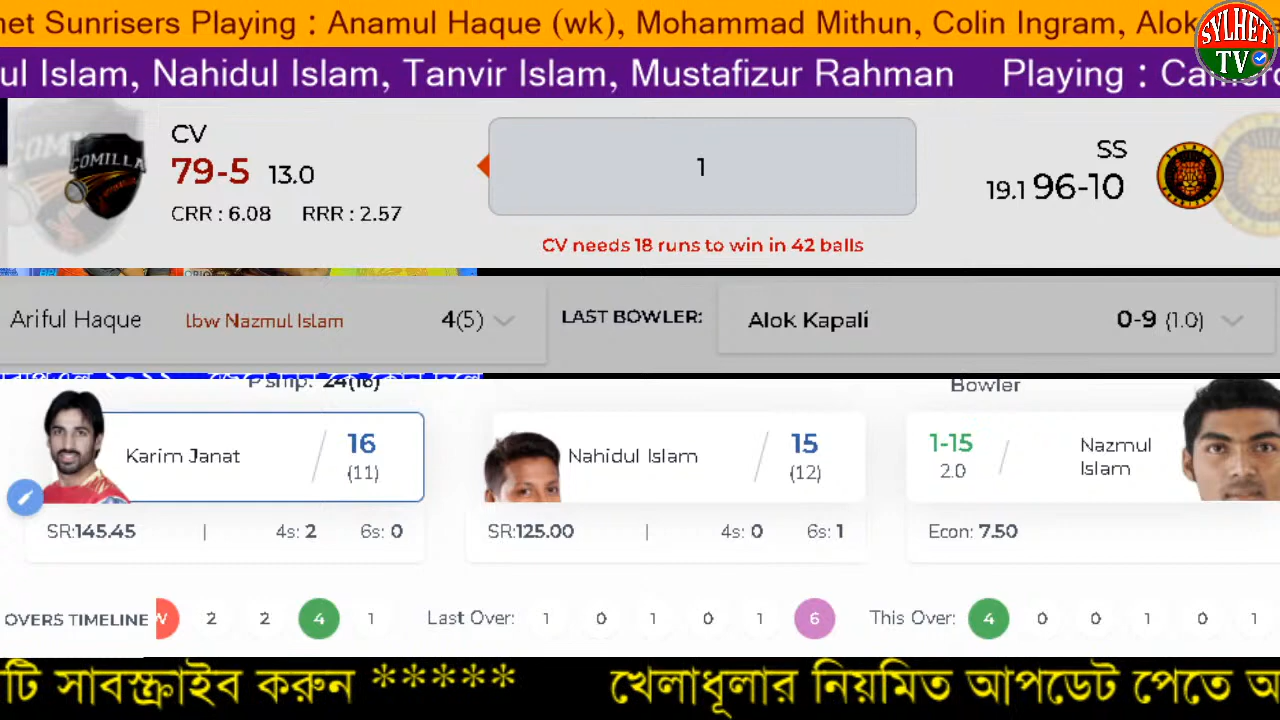 het Sunrisers Playing : Anamul Haque (wk), Mohammad Mithun, Colin Ingram, Alok
SYLHET
TV
ul Islam, Nahidul Islam, Tanvir Islam, Mustafizur Rahman Playing : Camero
COMILLA
CV
79-5 13.0
CRR : 6.08 RRR : 2.57
1
CV needs 18 runs to win in 42 balls
SS
19.1 96-10
Ariful Haque lbw Nazmul Islam 4(5)
LAST BOWLER: Alok Kapali 0-9 (1.0)
P'ship: 24(16)
Bowler
Karim Janat 16
(11)
SR:145.45 | 4s: 2 6s: 0
Nahidul Islam 15
(12)
SR:125.00 | 4s: 0 6s: 1
1-15
2.0
Nazmul
Islam
Econ: 7.50
OVERS TIMELINE W 2 2 4 1 Last Over: 1 0 1 0 1 6 This Over: 4 0 0 1 0 1
টি সাবস্ক্রাইব করুন ***** খেলাধূলার নিয়মিত আপডেট পেতে আ